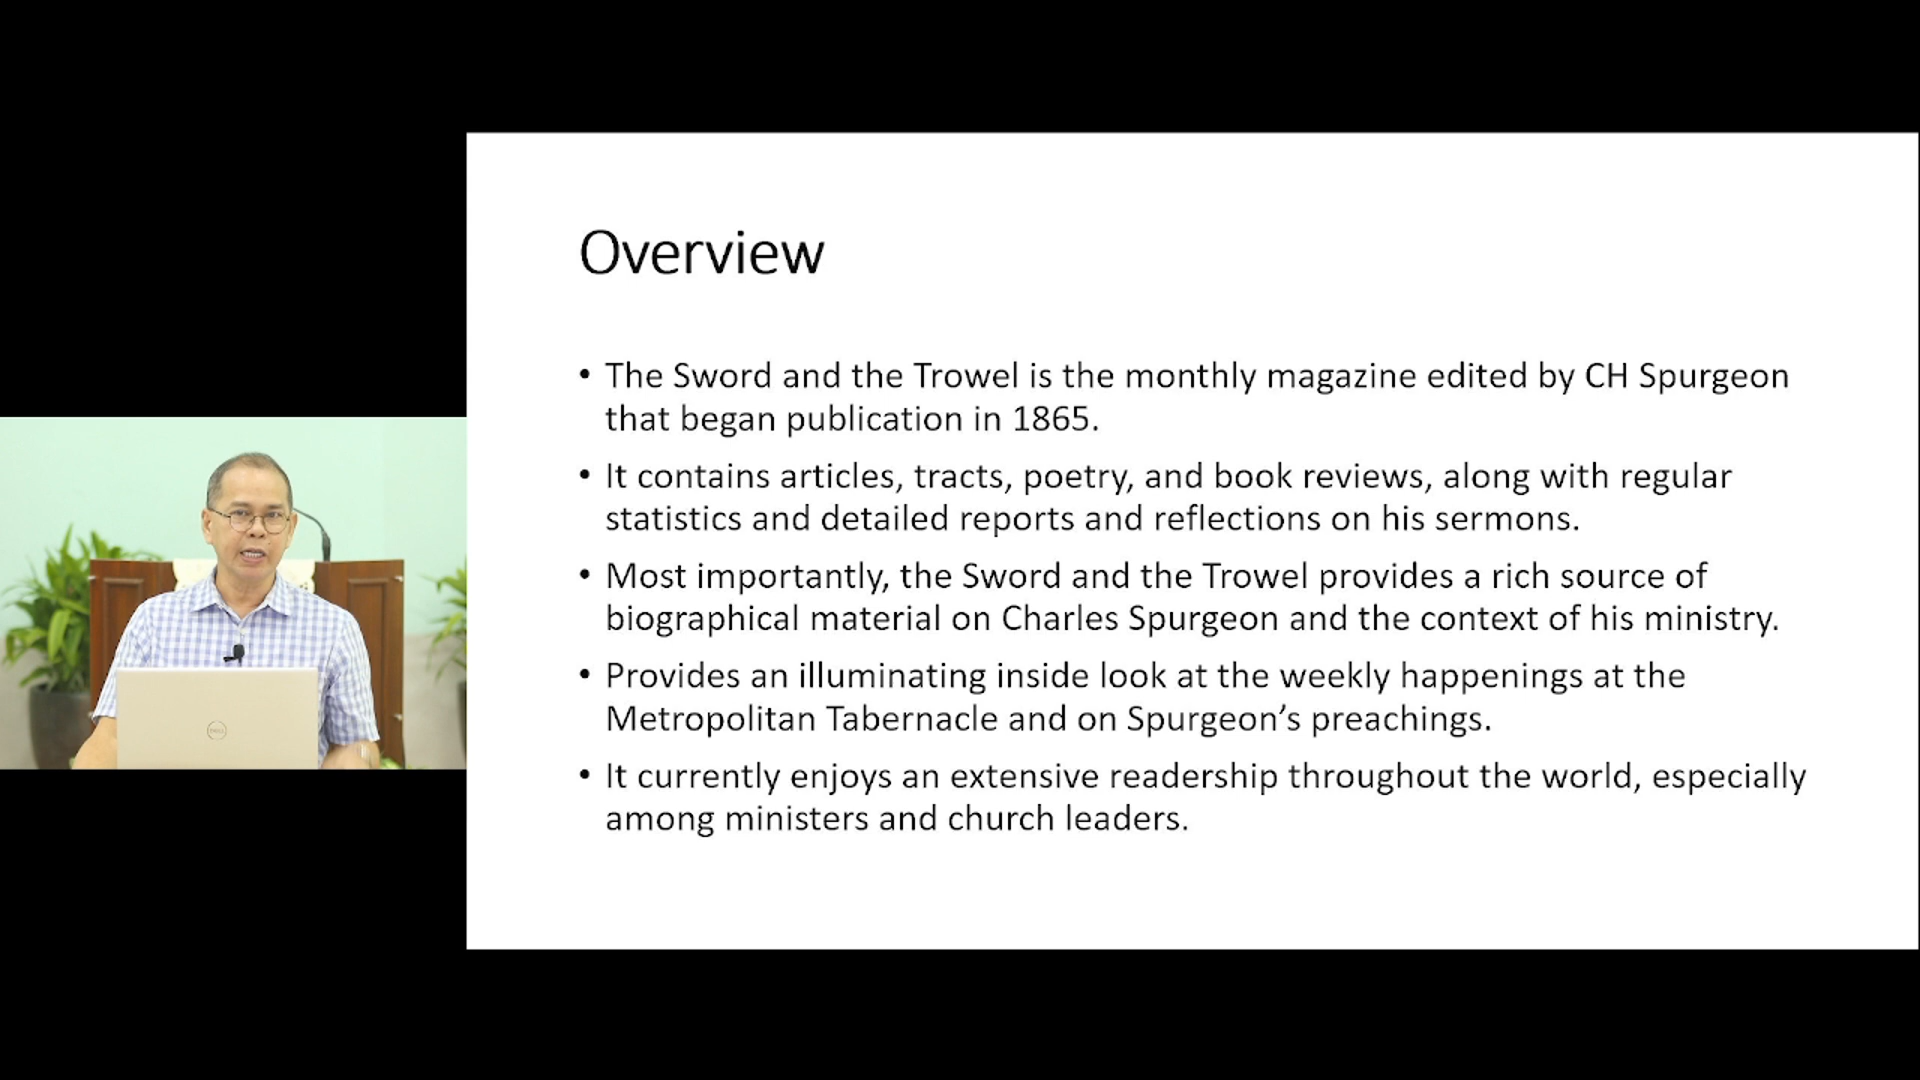 Overview
• The Sword and the Trowel is the monthly magazine edited by CH Spurgeon
that began publication in 1865.
• It contains articles, tracts, poetry, and book reviews, along with regular
statistics and detailed reports and reflections on his sermons.
• Most importantly, the Sword and the Trowel provides a rich source of
biographical material on Charles Spurgeon and the context of his ministry.
• Provides an illuminating inside look at the weekly happenings at the
Metropolitan Tabernacle and on Spurgeon’s preachings.
• It currently enjoys an extensive readership throughout the world, especially
among ministers and church leaders.
DELL